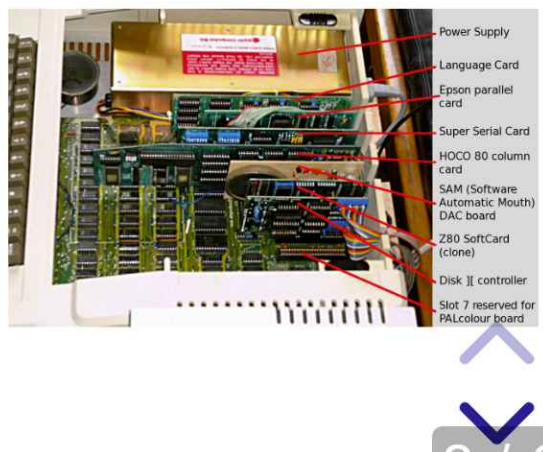 Power Supply
Language Card
Epson parallel
card
Super Serial Card
HOCO 80 column
card
SAM (Software
Automatic Mouth)
DAC board
Z80 SoftCard
(clone)
Disk ][ controller
Slot 7 reserved for
PALcolour board